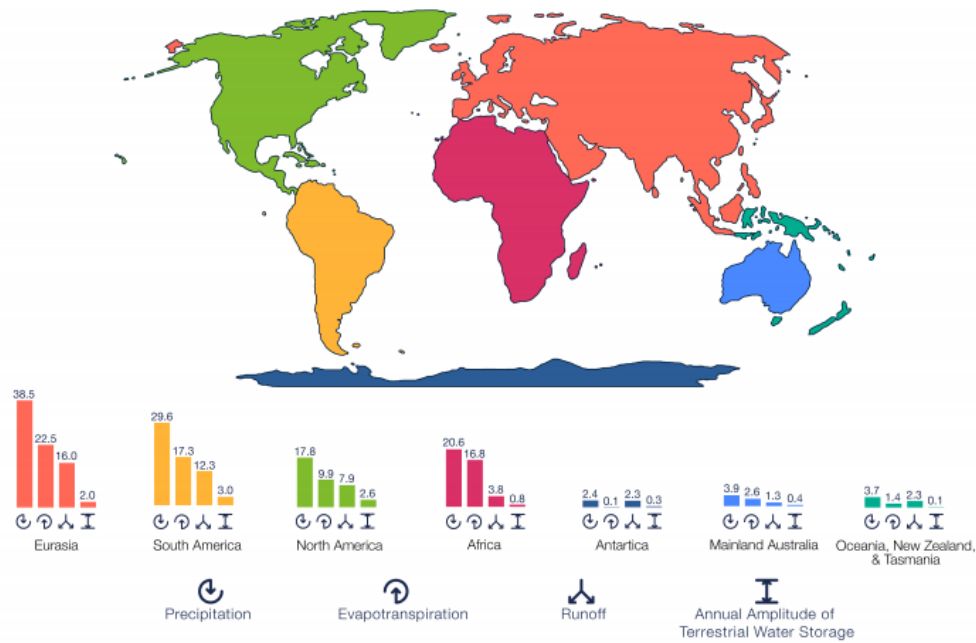 38.5
22.5
16.0
2.0
Eurasia
29.6
17.3
12.3
3.0
South America
17.8
9.9
7.9
2.6
North America
20.6
16.8
3.8
0.8
Africa
2.4
0.1
2.3
0.3
Antartica
3.9
2.6
1.3
0.4
Mainland Australia
3.7
1.4
2.3
0.1
Oceania, New Zealand,
& Tasmania
Precipitation
Evapotranspiration
Runoff
Annual Amplitude of
Terrestrial Water Storage